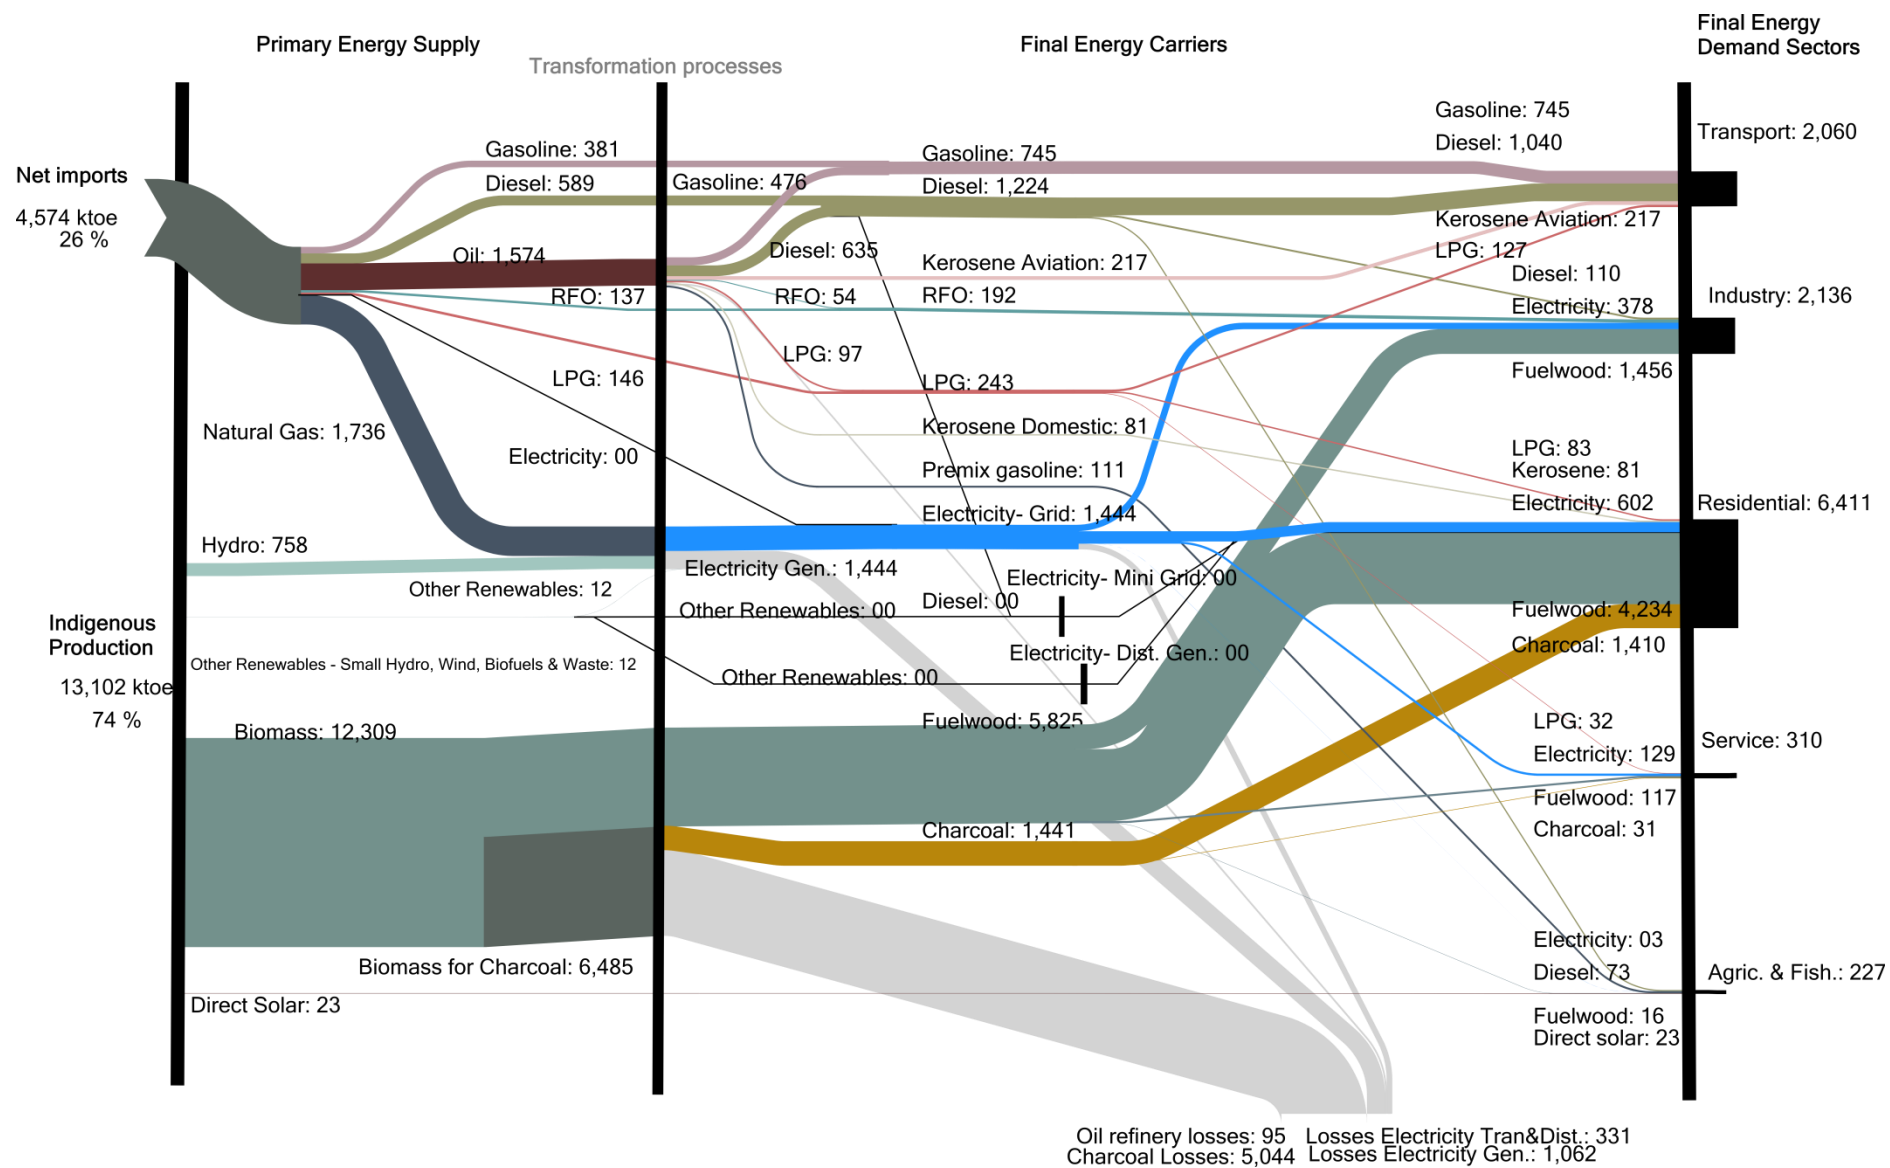 Final Energy
Demand Sectors
Primary Energy Supply
Final Energy Carriers
Transformation processes
Gasoline: 745
Transport: 2,060
Diesel: 1,040
Gasoline: 381
Gasoline: 745
Net imports
Diesel: 589
Gasoline: 476
Diesel: 1,224
4,574 ktoe
26 %
Kerosene Aviation: 217
Oil: 1,574
Diesel: 635
LPG: 127
Kerosene Aviation: 217
Diesel: 110
RFO: 137
RFO: 54
RFO: 192
Industry: 2,136
Electricity: 378
LPG: 97
Fuelwood: 1,456
LPG: 146
LPG: 243
Natural Gas: 1,736
Kerosene Domestic: 81
LPG: 83
Electricity: 00
Premix gasoline: 111
Kerosene: 81
Electricity: 602
Residential: 6,411
Electricity- Grid: 1,444
Hydro: 758
Electricity Gen.: 1,444
Electricity- Mini Grid: 00
Other Renewables: 12
Diesel: 00
Other Renewables: 00
Fuelwood: 4,234
Indigenous
Production
Charcoal: 1,410
Electricity- Dist. Gen.: 00
Other Renewables - Small Hydro, Wind, Biofuels & Waste: 12
Other Renewables: 00
13,102 ktoe
74 %
Fuelwood: 5,825
LPG: 32
Biomass: 12,309
Service: 310
Electricity: 129
Fuelwood: 117
Charcoal: 1,441
Charcoal: 31
Electricity: 03
Biomass for Charcoal: 6,485
Diesel: 73
Agric. & Fish.: 227
Direct Solar: 23
Fuelwood: 16
Direct solar: 23
Oil refinery losses: 95
Losses Electricity Tran&Dist.: 331
Charcoal Losses: 5,044
Losses Electricity Gen.: 1,062